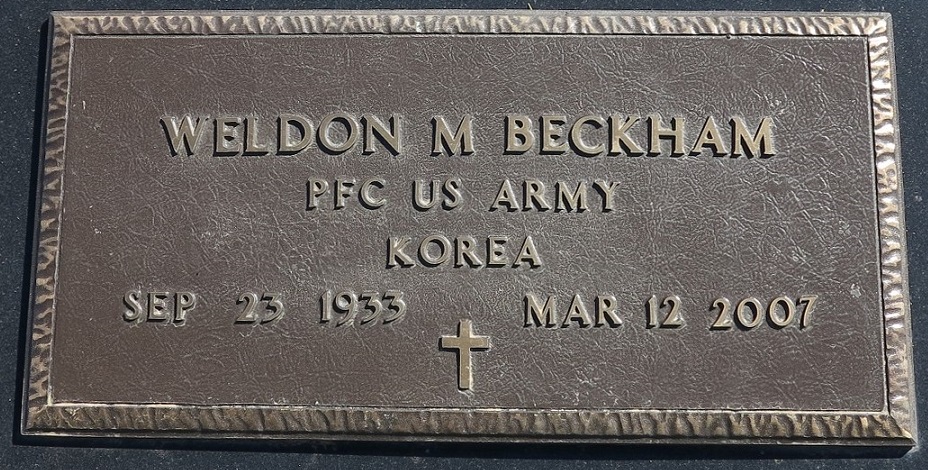 WELDON M BECKHAM
PFC US ARMY
KOREA
SEP 23 1933 MAR 12 2007